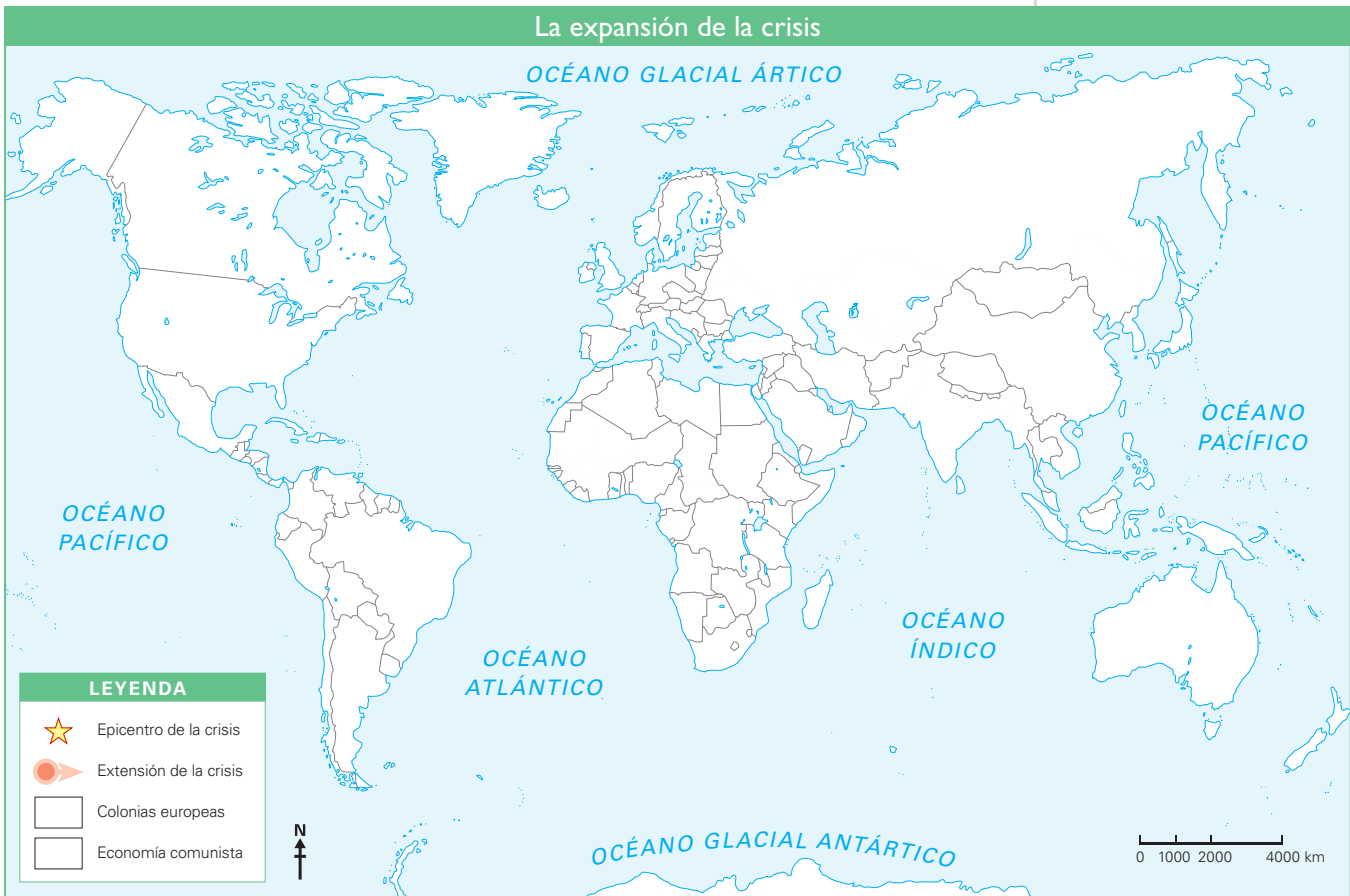 La expansión de la crisis
OCÉANO GLACIAL ÁRTICO
OCÉANO
PACÍFICO
OCÉANO
PACÍFICO
OCÉANO
ÍNDICO
OCÉANO
ATLÁNTICO
LEYENDA
Epicentro de la crisis
Extensión de la crisis
Colonias europeas
Economía comunista
N
OCÉANO GLACIAL ANTÁRTICO
0 1000 2000 4000 km